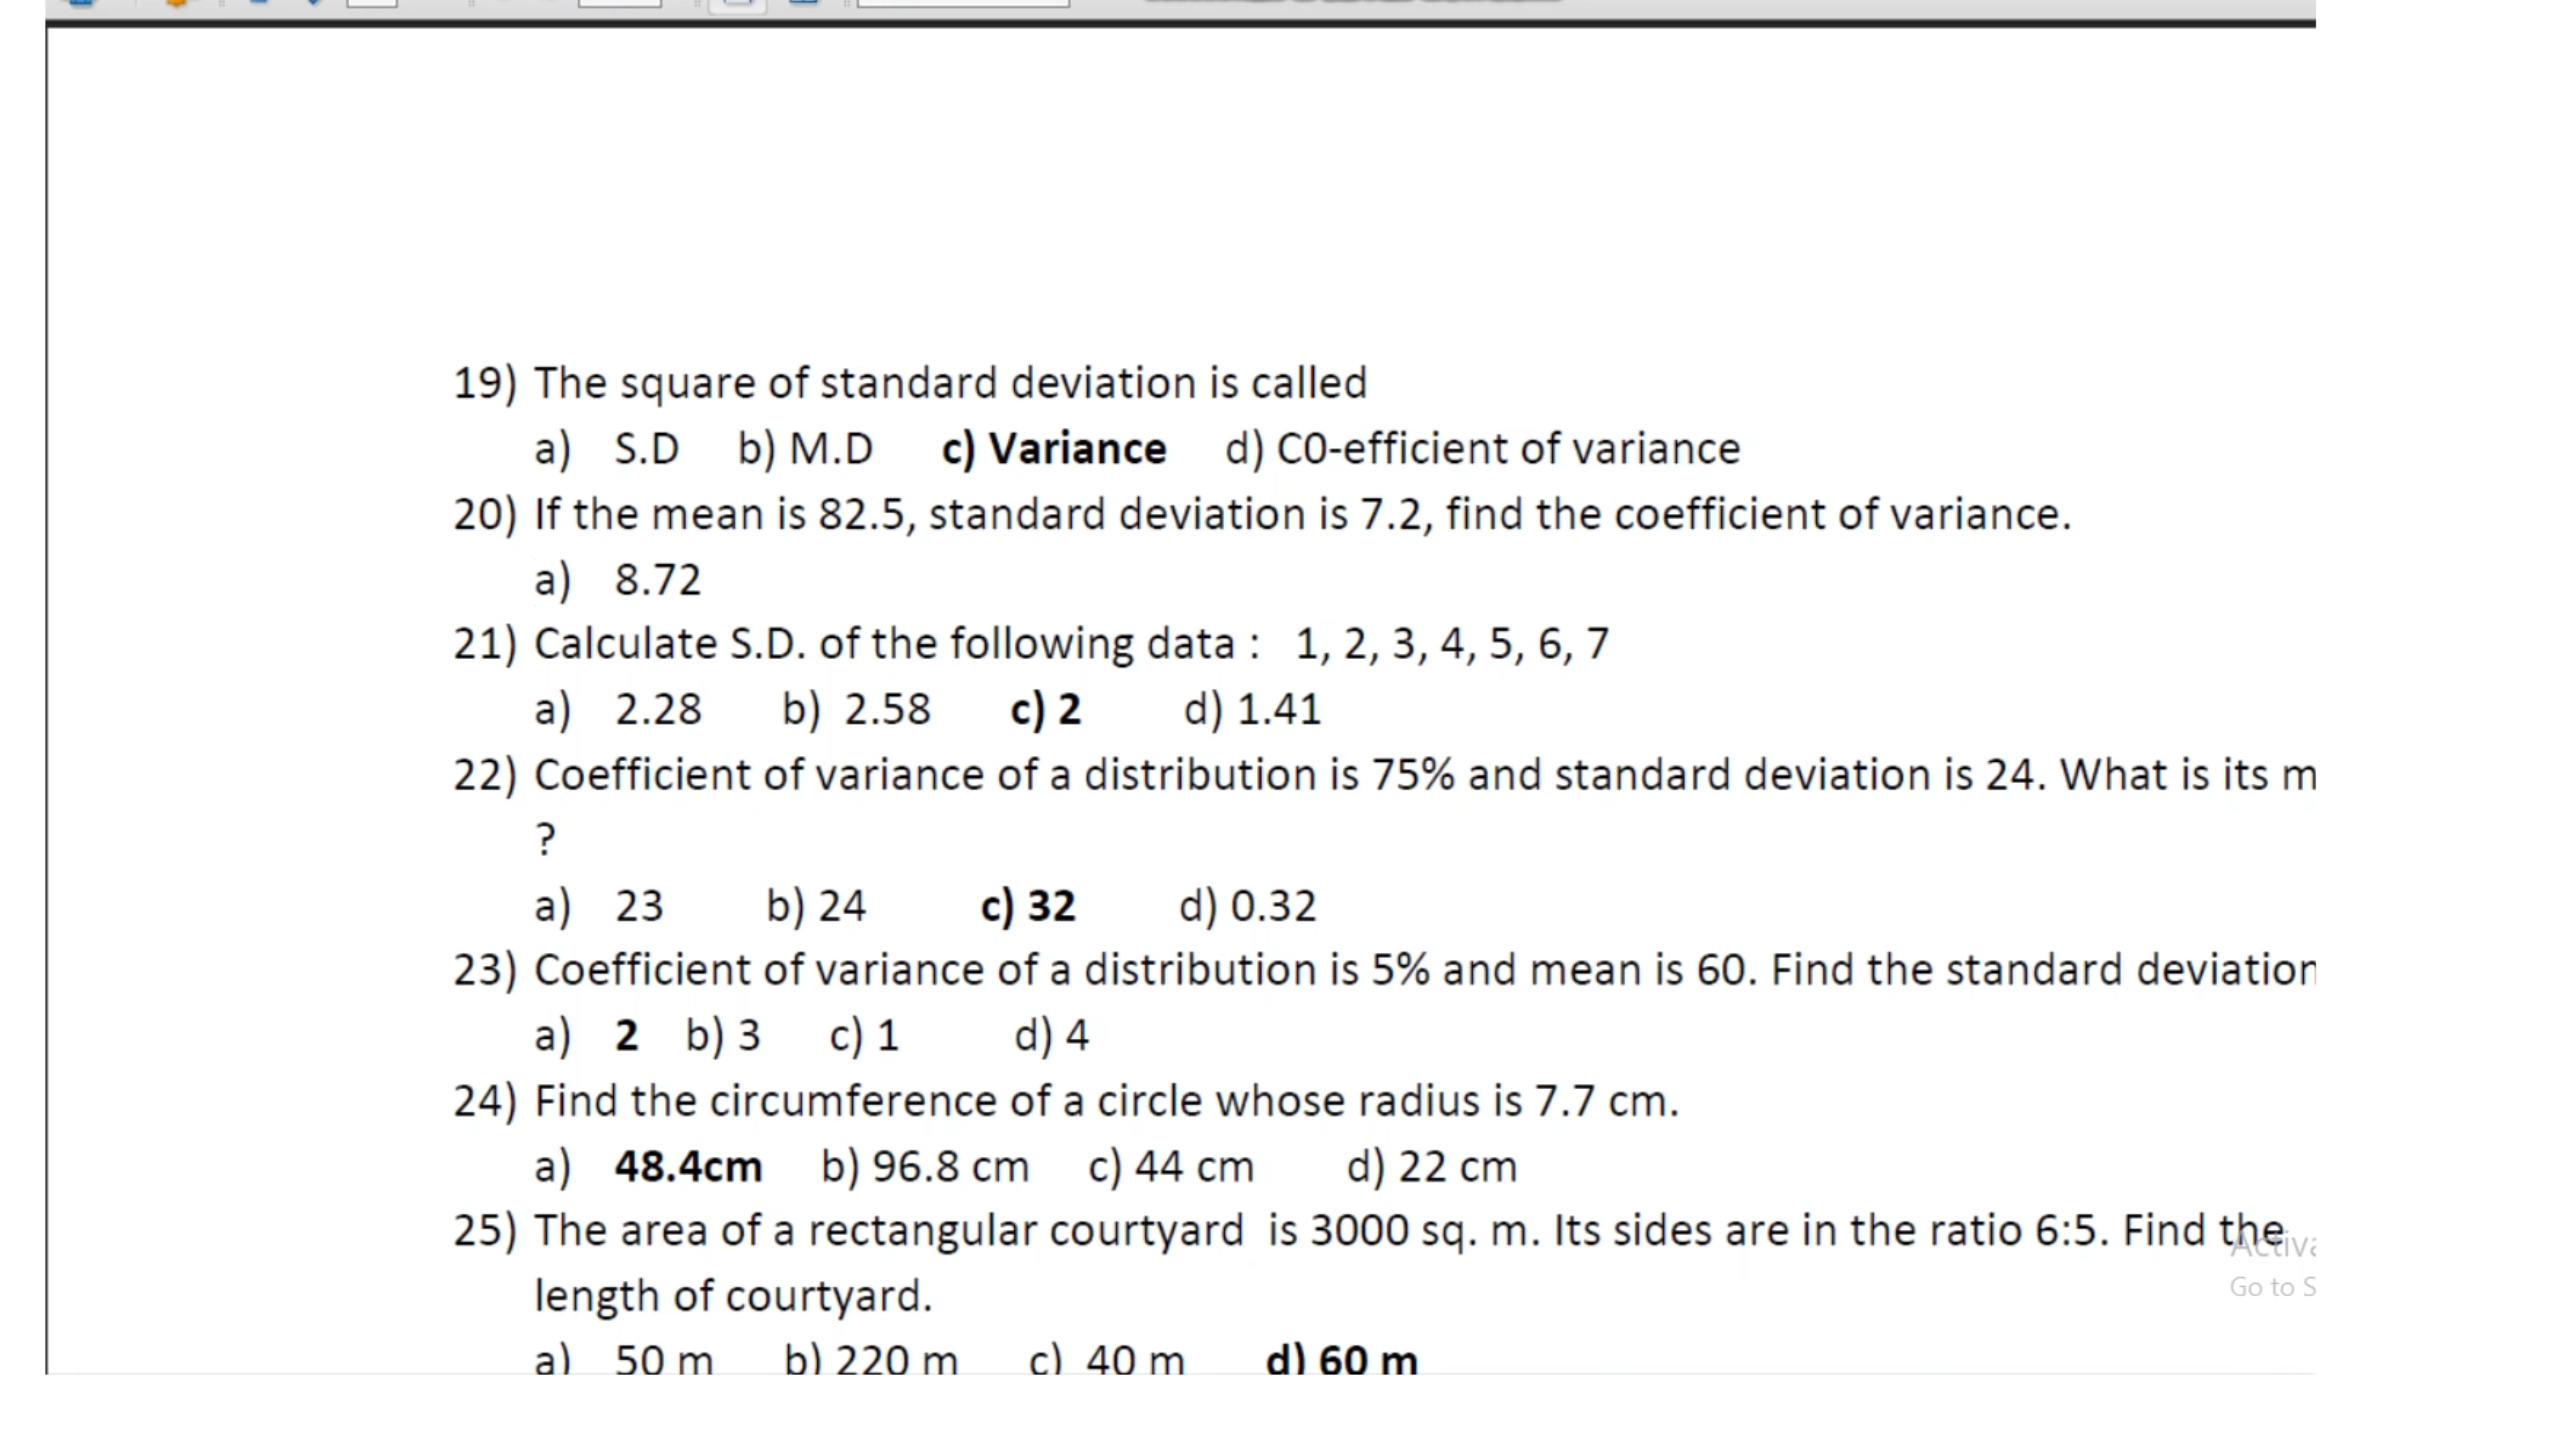 19) The square of standard deviation is called
a) S.D b) M.D c) Variance d) C0-efficient of variance
20) If the mean is 82.5, standard deviation is 7.2, find the coefficient of variance.
a) 8.72
21) Calculate S.D. of the following data : 1, 2, 3, 4, 5, 6, 7
a) 2.28 b) 2.58 c) 2 d) 1.41
22) Coefficient of variance of a distribution is 75% and standard deviation is 24. What is its m
?
a) 23 b) 24 c) 32 d) 0.32
23) Coefficient of variance of a distribution is 5% and mean is 60. Find the standard deviation
a) 2 b) 3 c) 1 d) 4
24) Find the circumference of a circle whose radius is 7.7 cm.
a) 48.4cm b) 96.8 cm c) 44 cm d) 22 cm
25) The area of a rectangular courtyard is 3000 sq. m. Its sides are in the ratio 6:5. Find the
Activa
length of courtyard.
Go to S
a) 50 m b) 220 m c) 40 m d) 60 m